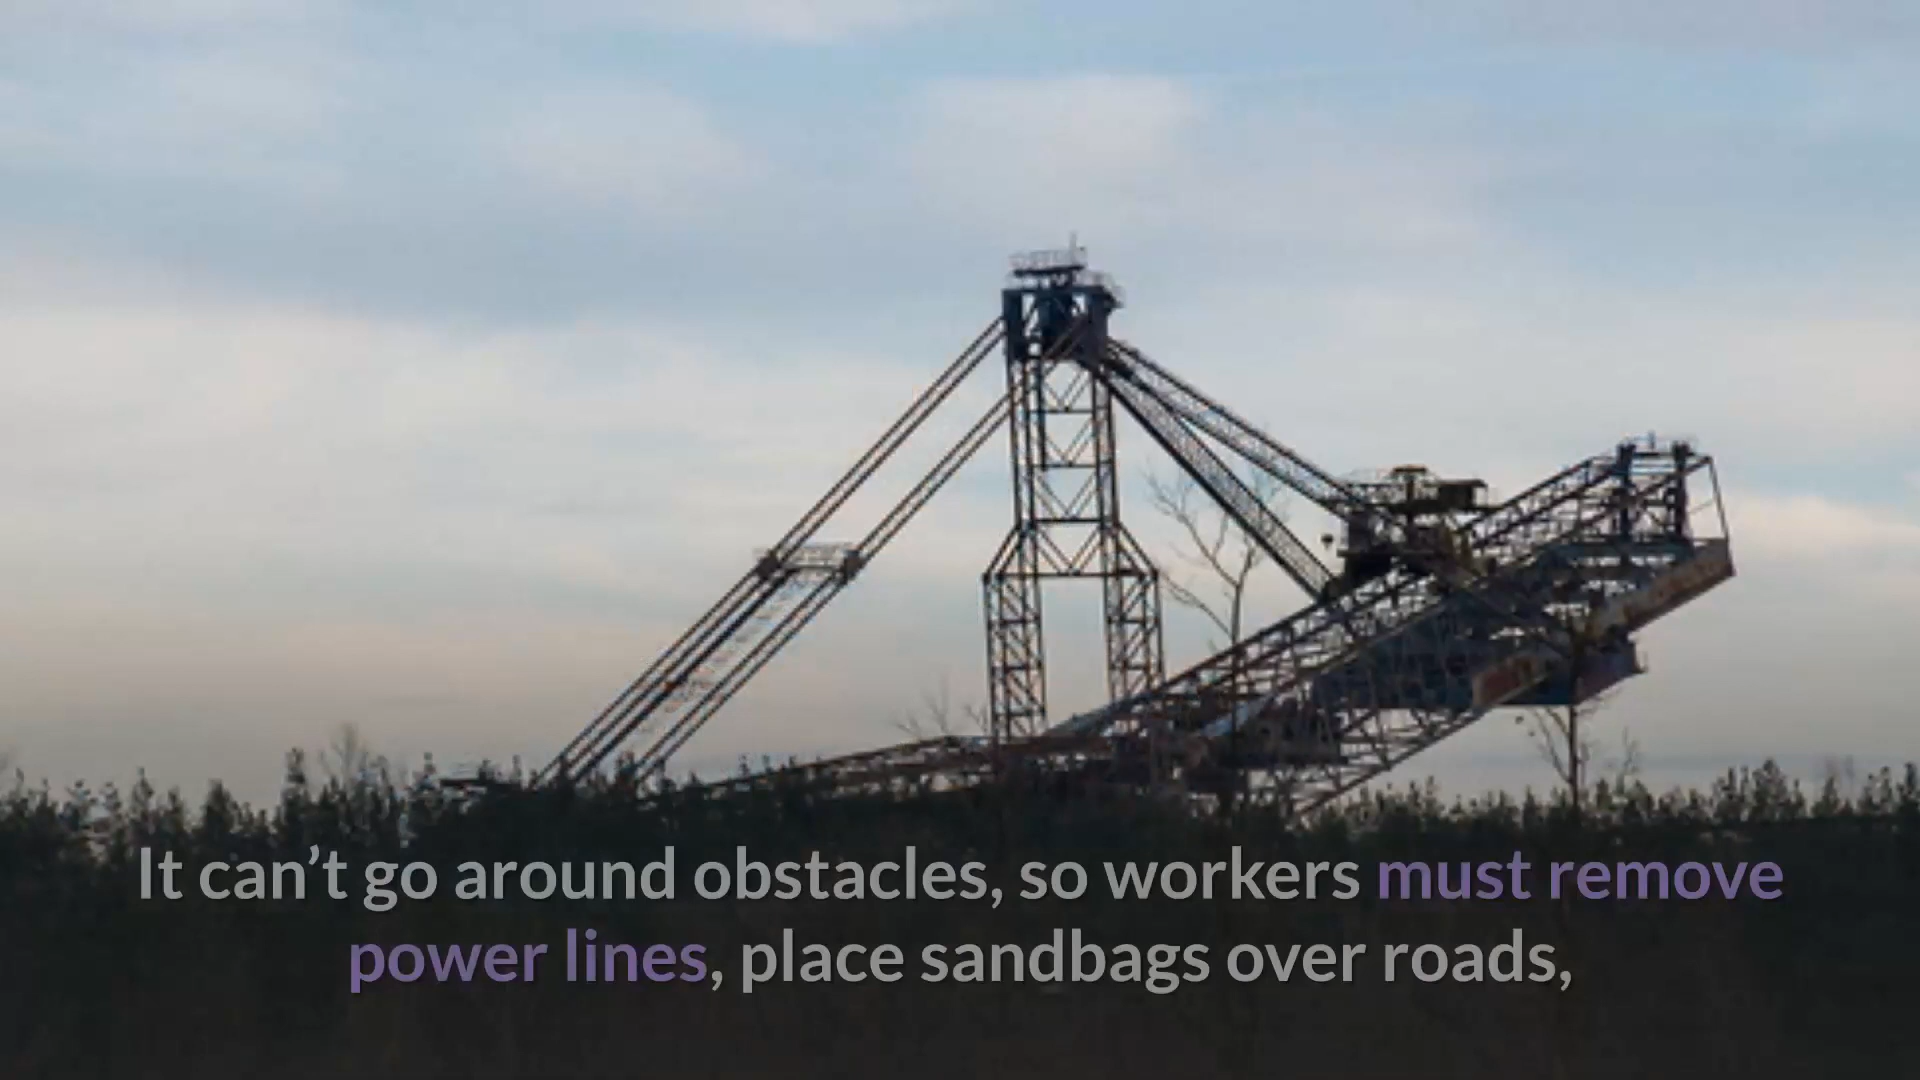 It can’t go around obstacles, so workers must remove
power lines, place sandbags over roads,